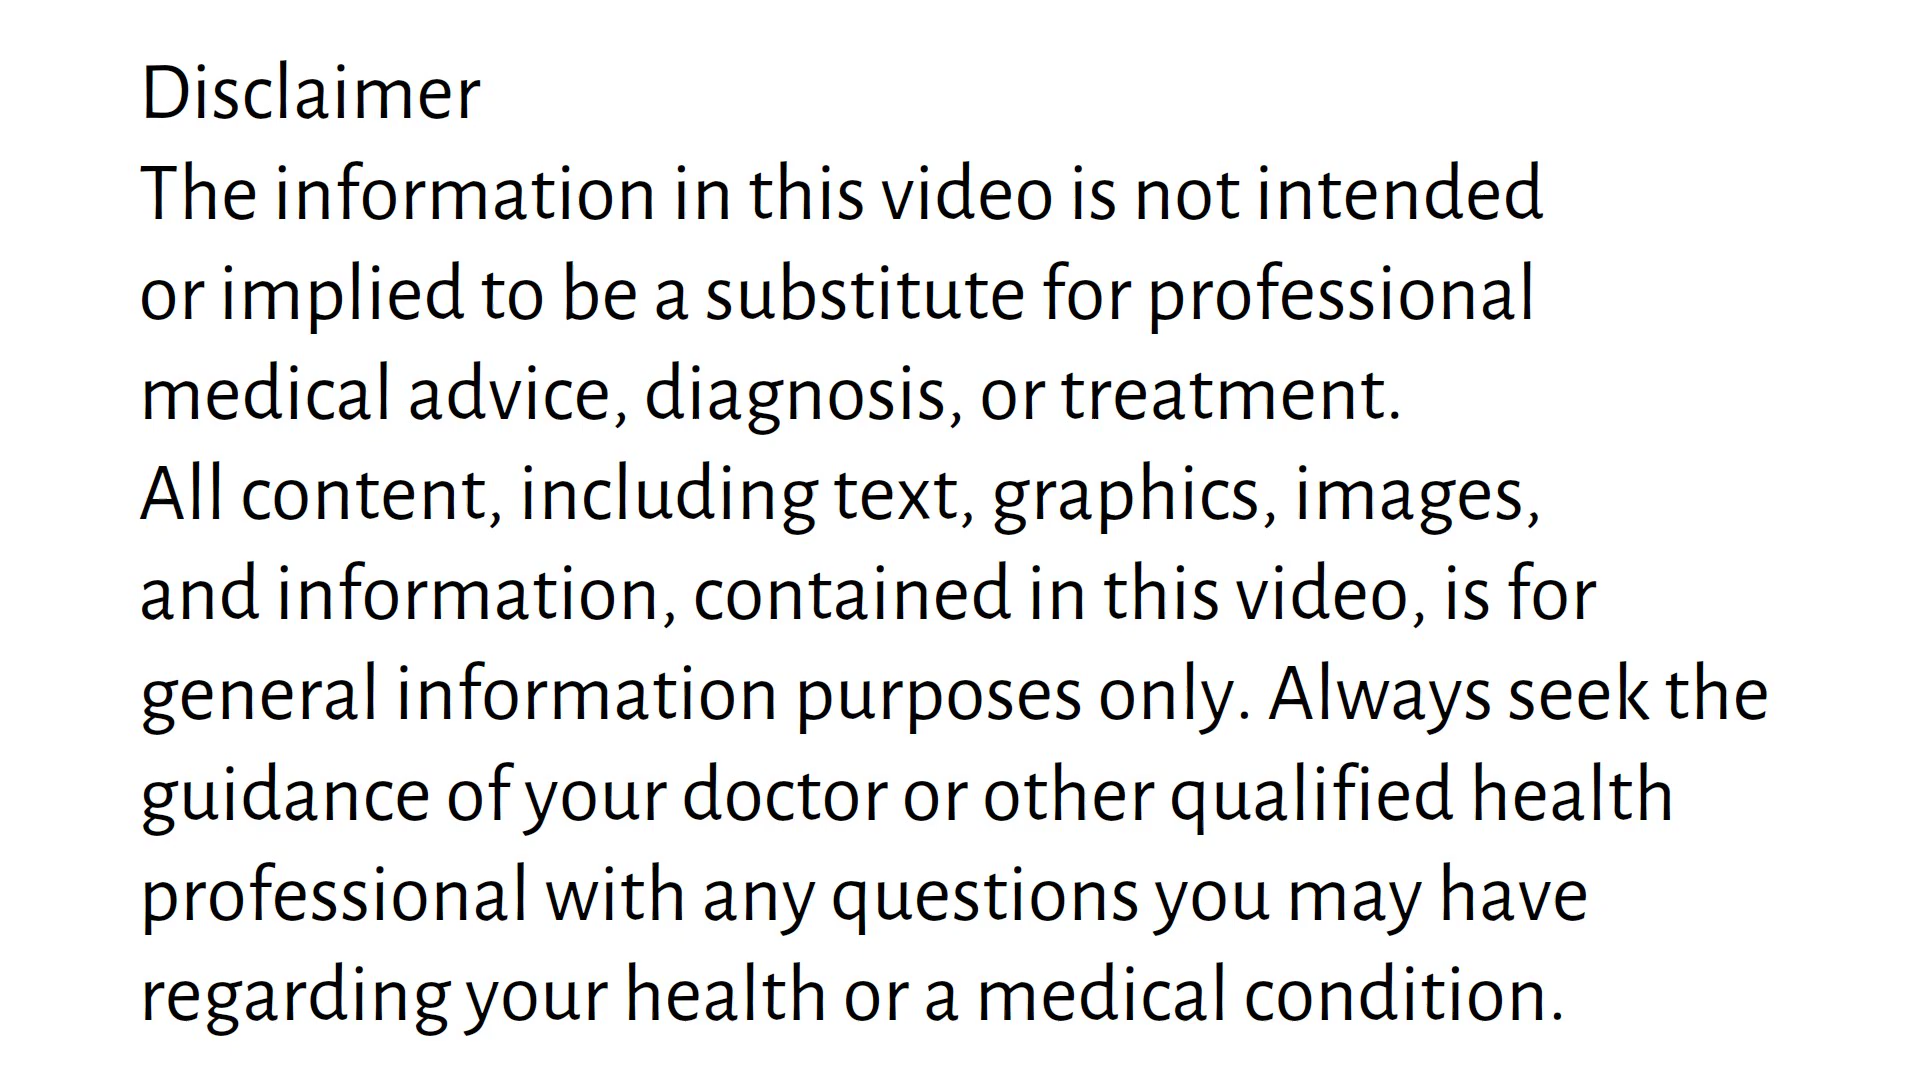 Disclaimer
The information in this video is not intended
or implied to be a substitute for professional
medical advice, diagnosis, or treatment.
All content, including text, graphics, images,
and information, contained in this video, is for
general information purposes only. Always seek the
guidance of your doctor or other qualified health
professional with any questions you may have
regarding your health or a medical condition.